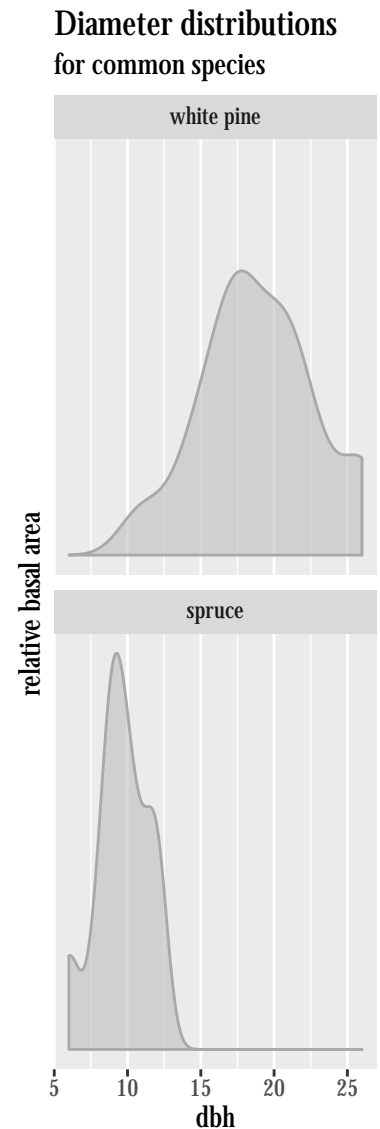 Diameter distributions
for common species
white pine
relative basal area
spruce
5 10 15 20 25
dbh